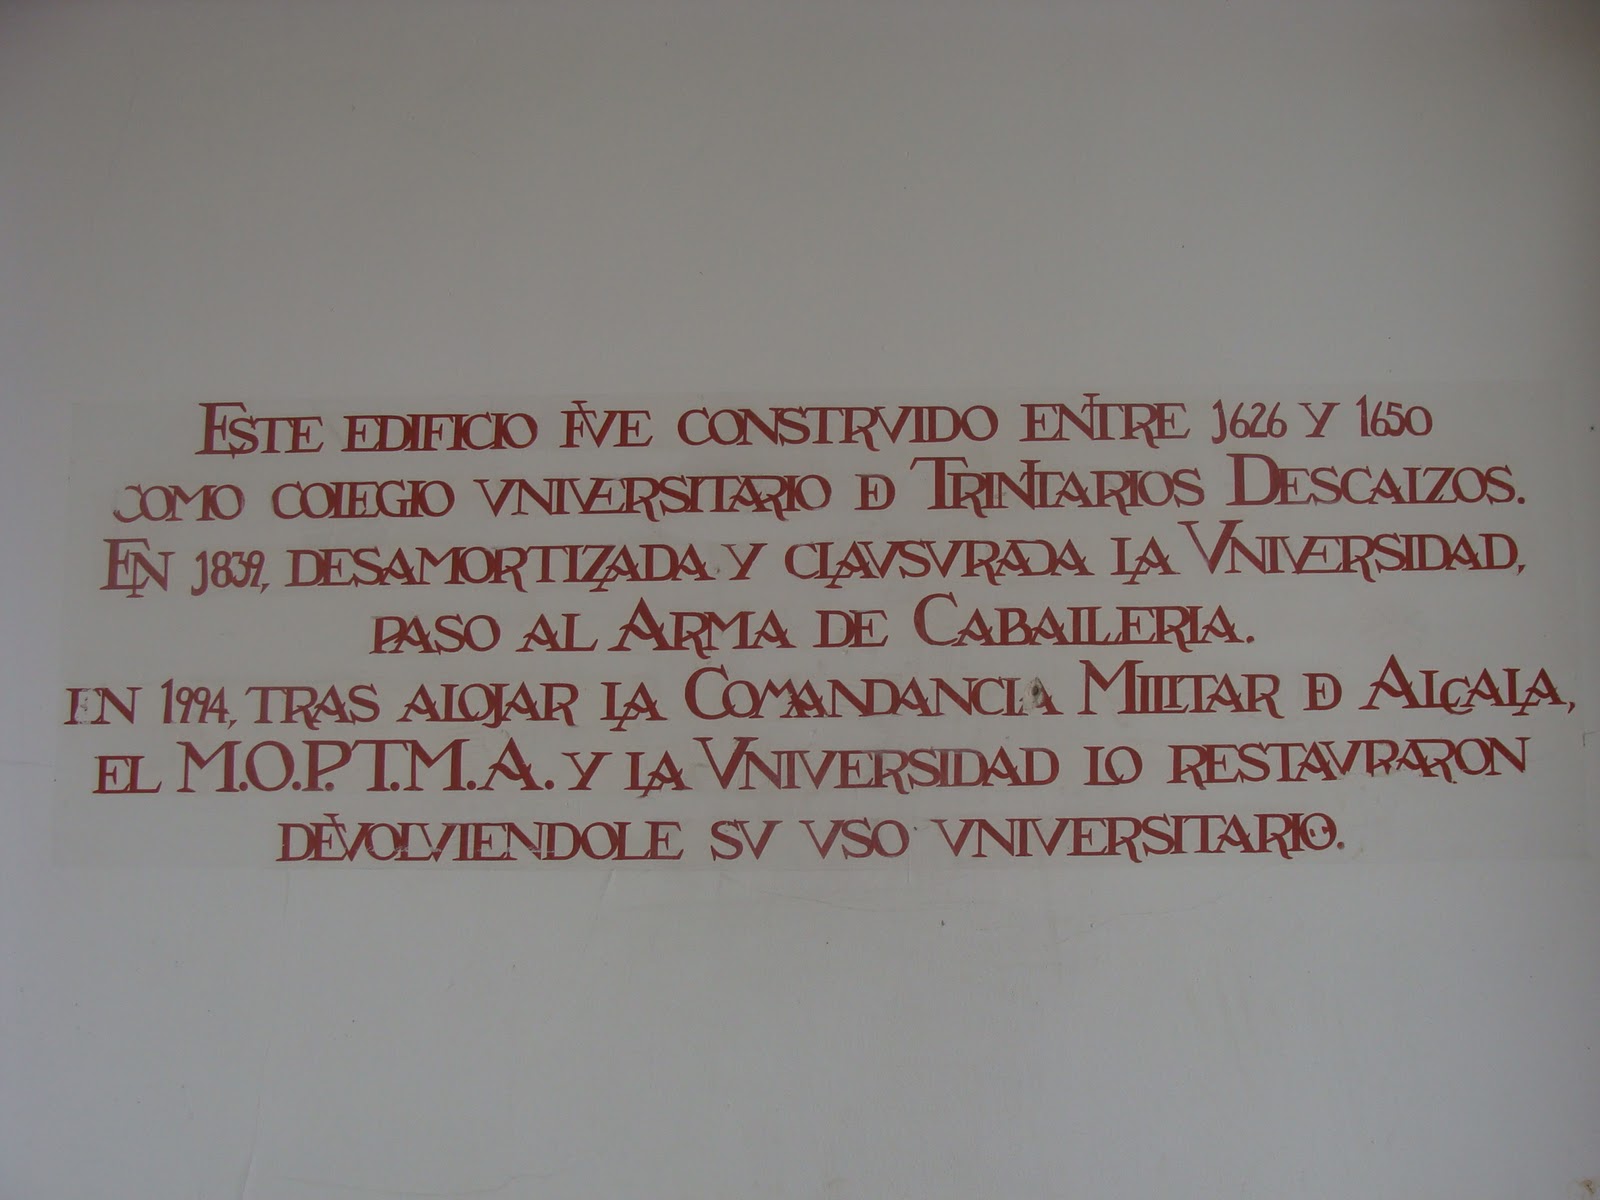 ESTE EDIFICIO FVE CONSTRVIDO ENTRE 1626 Y 1650
COMO COLEGIO VNIVERSITARIO DE TRINITARIOS DESCALZOS.
EN 1839, DESAMORTIZADA Y CLAVSVRADA LA VNIVERSIDAD,
PASO AL ARMA DE CABALLERIA.
EN 1994, TRAS ALOJAR LA COMANDANCIA MILITAR DE ALCALA,
EL M.O.P.T.M.A. Y LA VNIVERSIDAD LO RESTAVRARON
DEVOLVIENDOLE SV VSO VNIVERSITARIO.